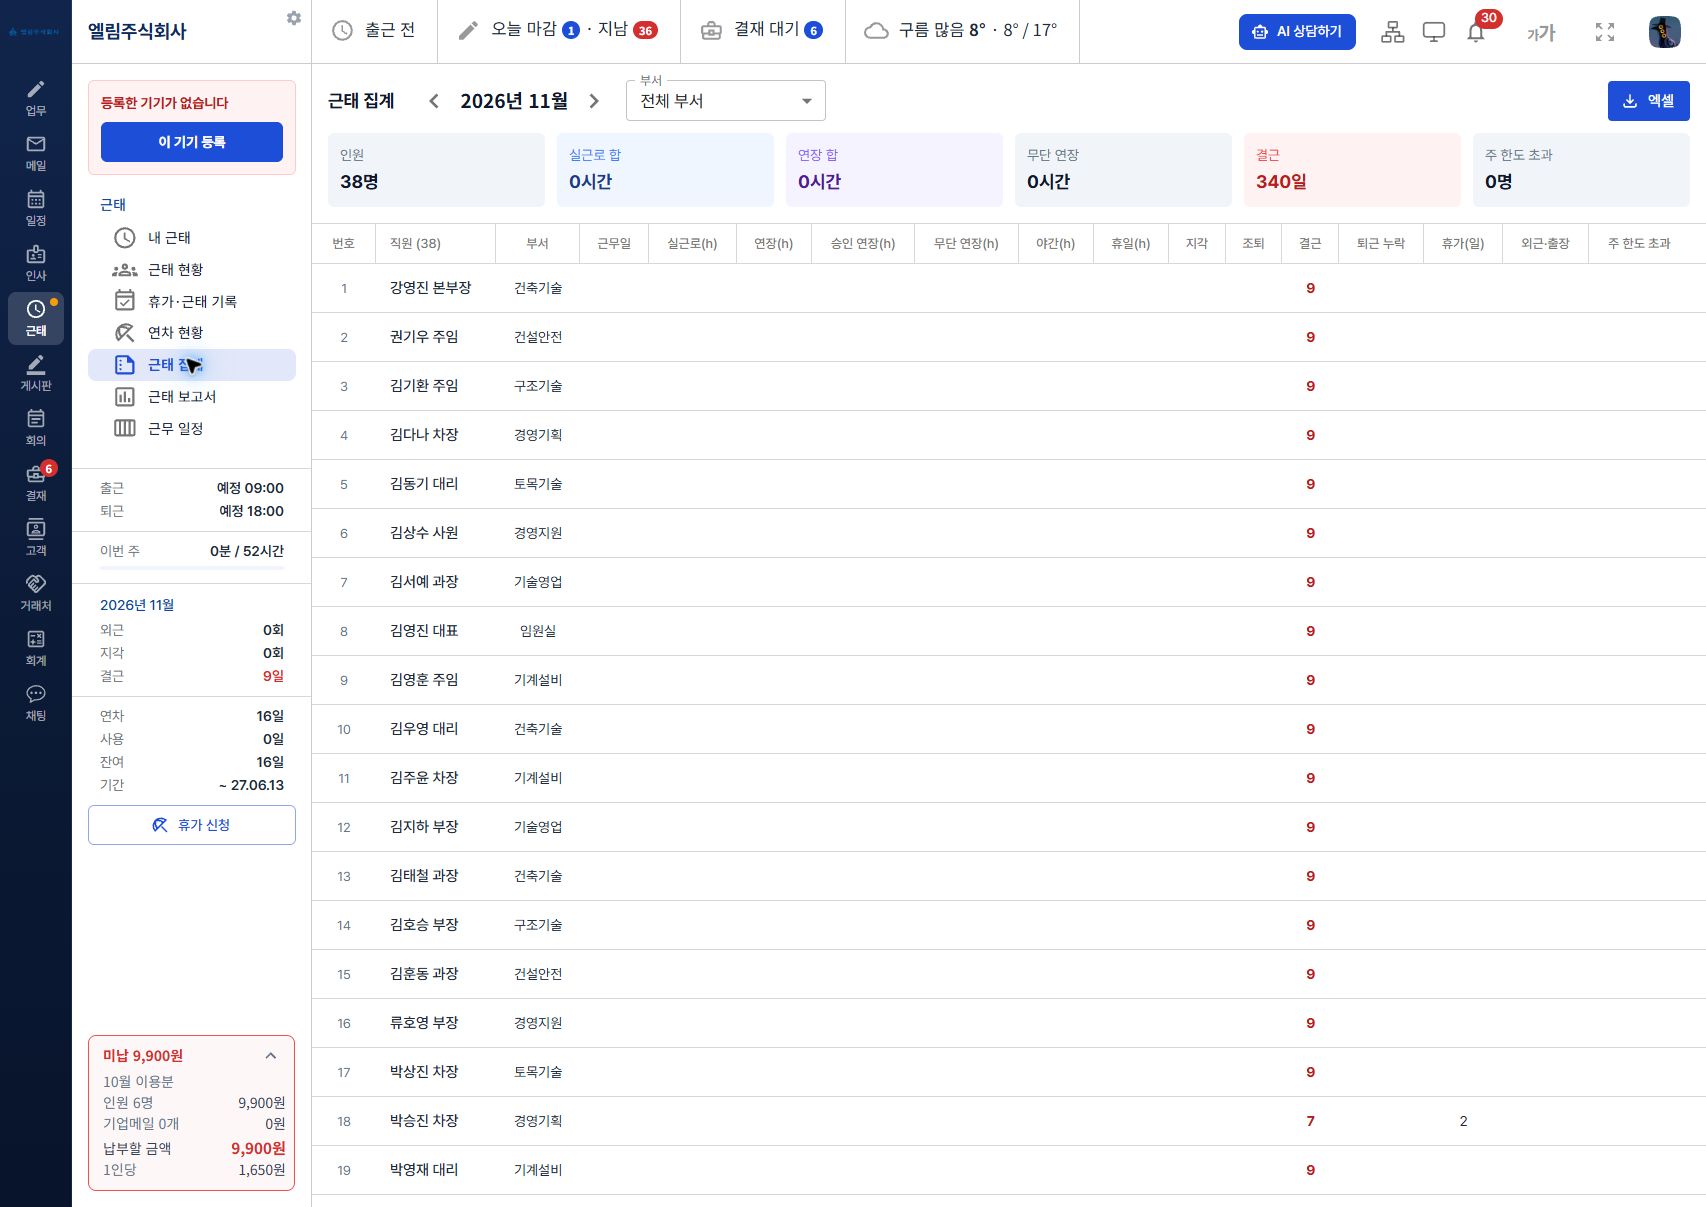 엘림주식회사
업무
메일
일정
인사
근태
게시판
회의
결재
6
고객
거래처
회계
채팅
엘림주식회사
등록한 기기가 없습니다
이 기기 등록
근태
내 근태
근태 현황
휴가·근태 기록
연차 현황
근태 집계
근태 보고서
근무 일정
출근 예정 09:00
퇴근 예정 18:00
이번 주 0분 / 52시간
2026년 11월
외근 0회
지각 0회
결근 9일
연차 16일
사용 0일
잔여 16일
기간 ~ 27.06.13
휴가 신청
미납 9,900원
10월 이용분
인원 6명 9,900원
기업메일 0개 0원
납부할 금액 9,900원
1인당 1,650원
출근 전
오늘 마감 1 · 지남 36
결재 대기 6
구름 많음 8° · 8° / 17°
AI 상담하기
30
가가
근태 집계
2026년 11월
부서
전체 부서
엑셀
인원
38명
실근로 합
0시간
연장 합
0시간
무단 연장
0시간
결근
340일
주 한도 초과
0명
번호 직원 (38) 부서 근무일 실근로(h) 연장(h) 승인 연장(h) 무단 연장(h) 야간(h) 휴일(h) 지각 조퇴 결근 퇴근 누락 휴가(일) 외근·출장 주 한도 초과
1 강영진 본부장 건축기술 9
2 권기우 주임 건설안전 9
3 김기환 주임 구조기술 9
4 김다나 차장 경영기획 9
5 김동기 대리 토목기술 9
6 김상수 사원 경영지원 9
7 김서예 과장 기술영업 9
8 김영진 대표 임원실 9
9 김영훈 주임 기계설비 9
10 김우영 대리 건축기술 9
11 김주윤 차장 기계설비 9
12 김지하 부장 기술영업 9
13 김태철 과장 건축기술 9
14 김호승 부장 구조기술 9
15 김훈동 과장 건설안전 9
16 류호영 부장 경영지원 9
17 박상진 차장 토목기술 9
18 박승진 차장 경영기획 7 2
19 박영재 대리 기계설비 9